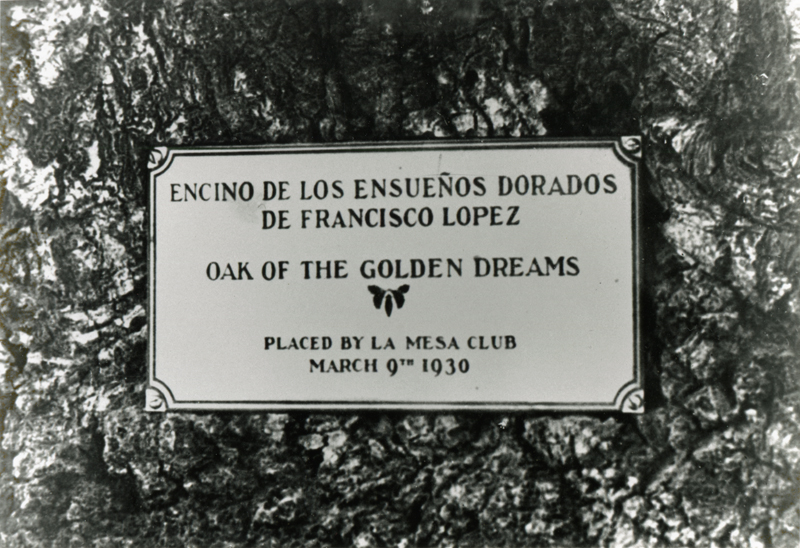 ENCINO DE LOS ENSUEÑOS DORADOS
DE FRANCISCO LOPEZ
OAK OF THE GOLDEN DREAMS
PLACED BY LA MESA CLUB
MARCH 9TH 1930